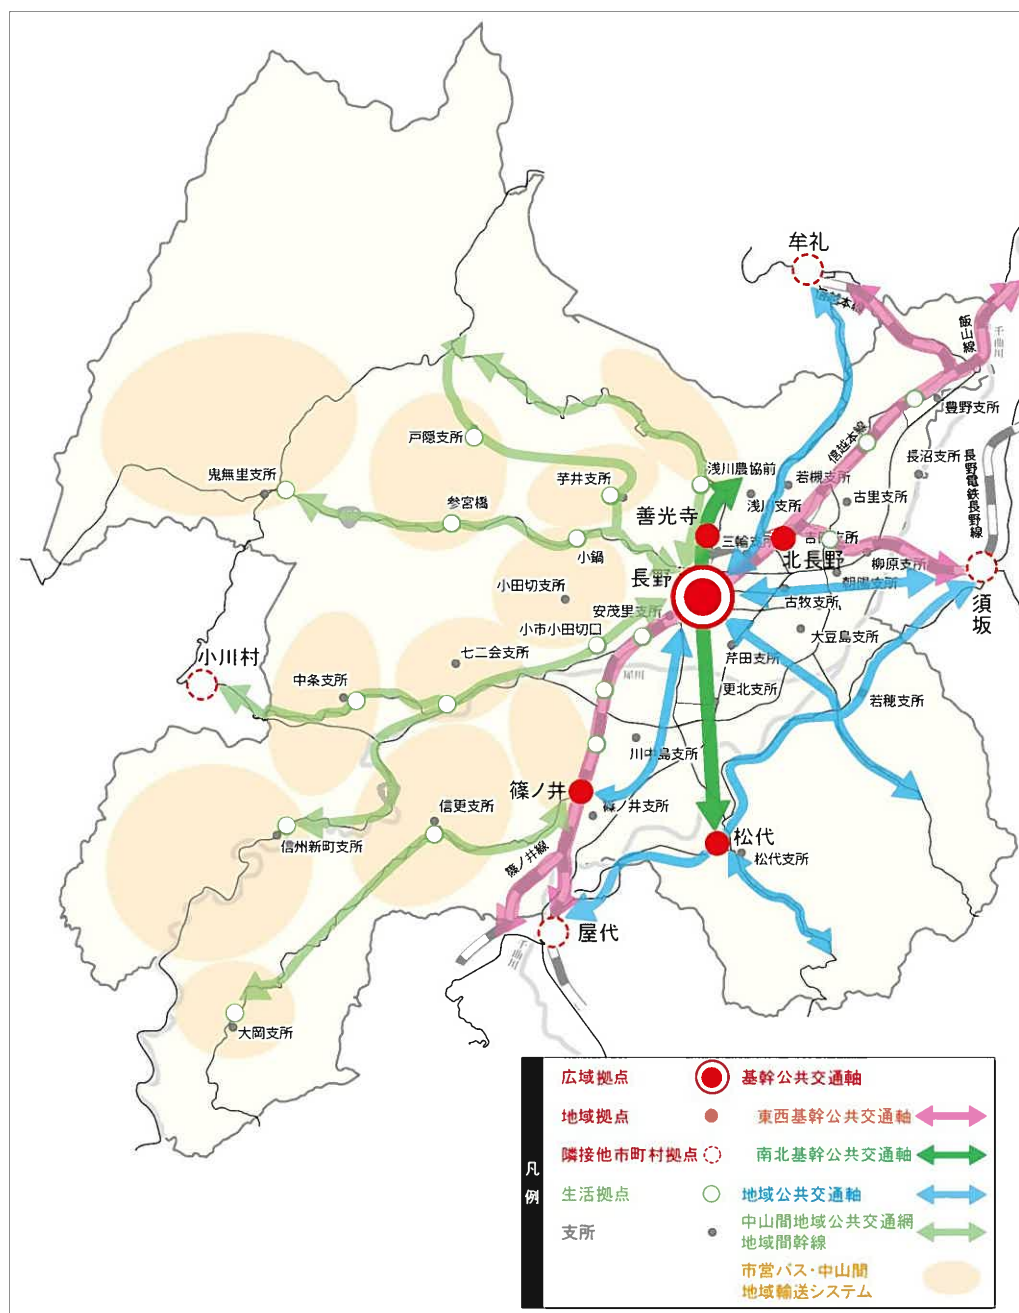 牟礼
信越本線
飯山線
千曲川
豊野支所
信越本線
長沼支所
長野電鉄長野線
戸隠支所
浅川農協前
鬼無里支所
芋井支所
若槻支所
古里支所
参宮橋
浅川支所
善光寺
三輪支所
北長野
柳原支所
小鍋
長野
朝陽支所
須坂
小田切支所
古牧支所
安茂里支所
小市小田切口
大豆島支所
七二会支所
芹田支所
小川村
犀川
中条支所
更北支所
若穂支所
川中島支所
篠ノ井
信更支所
篠ノ井支所
信州新町支所
松代
松代支所
篠ノ井線
屋代
千曲川
大岡支所
凡例
広域拠点
基幹公共交通軸
地域拠点
東西基幹公共交通軸
隣接他市町村拠点
南北基幹公共交通軸
生活拠点
地域公共交通軸
支所
中山間地域公共交通網
地域間幹線
市営バス・中山間
地域輸送システム